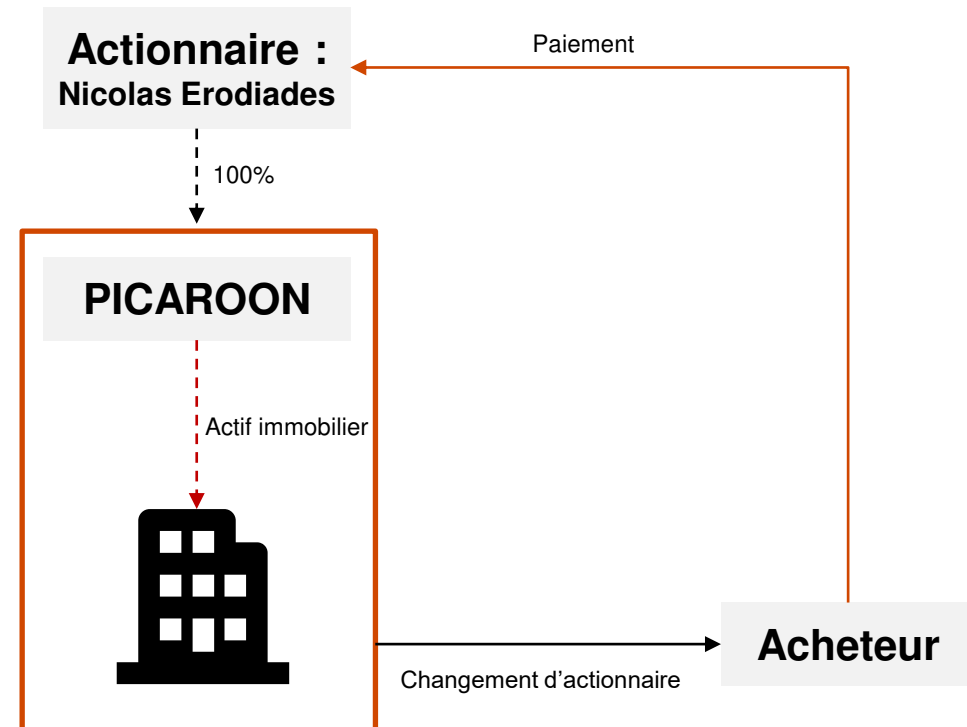 Actionnaire :
Nicolas Erodiades
Paiement
100%
PICAROON
Actif immobilier
Acheteur
Changement d’actionnaire